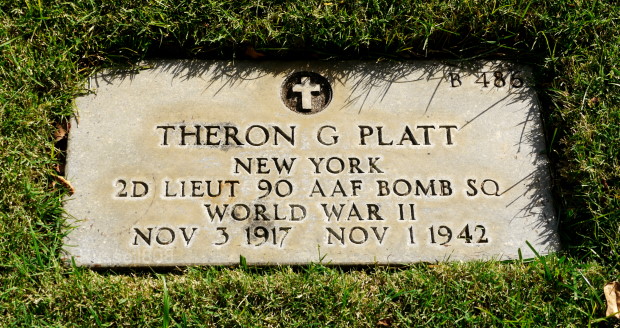 B 486
THERON G PLATT
NEW YORK
2D LIEUT 90 AAF BOMB SQ
WORLD WAR II
NOV 3 1917 NOV 1 1942